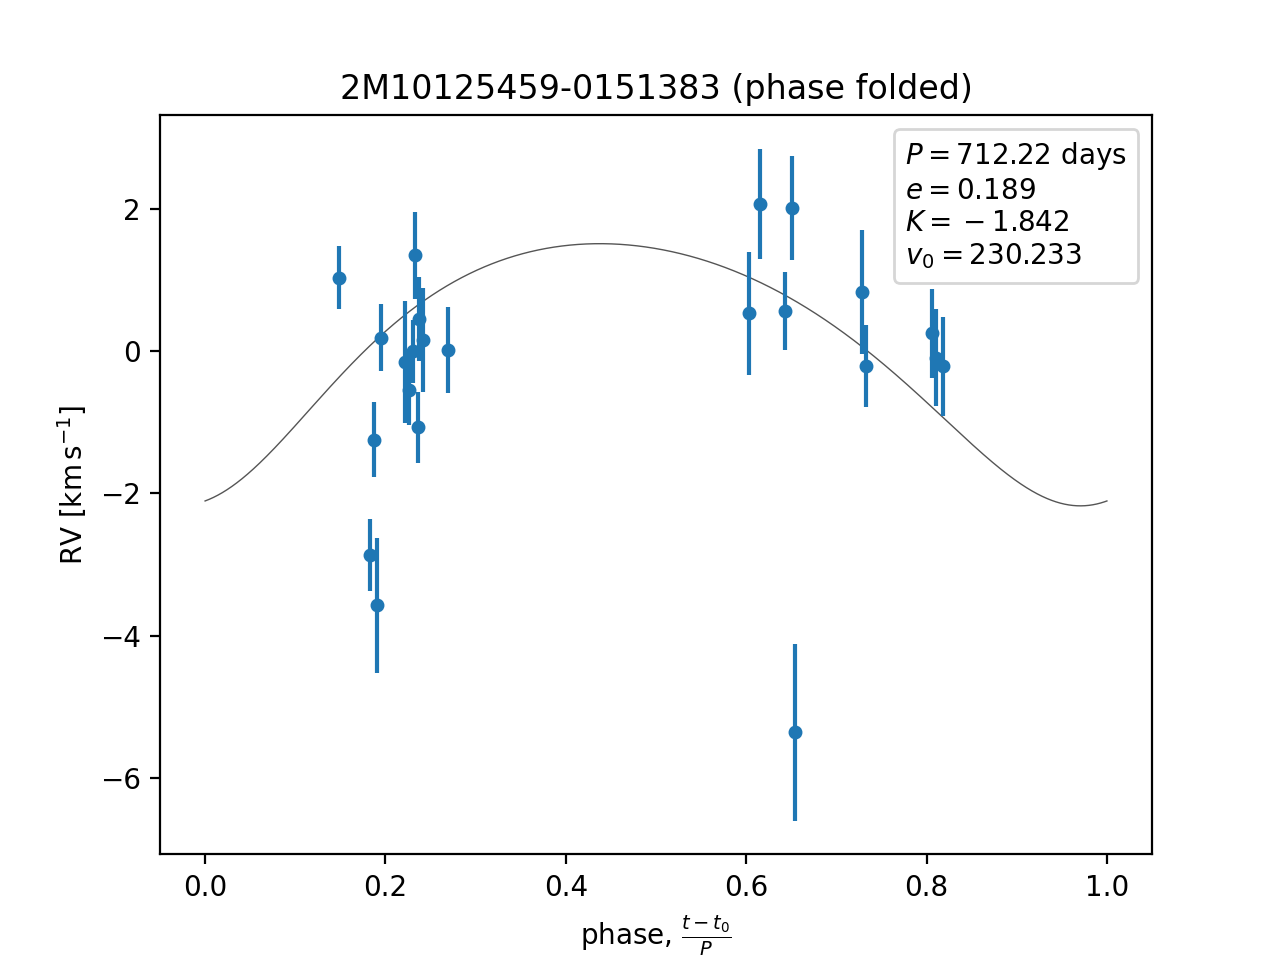 2M10125459-0151383 (phase folded)
P = 712.22 days
e = 0.189
K = −1.842
v₀ = 230.233
RV [km s⁻¹]
2
0
−2
−4
−6
0.0 0.2 0.4 0.6 0.8 1.0
phase, (t − t₀)/P